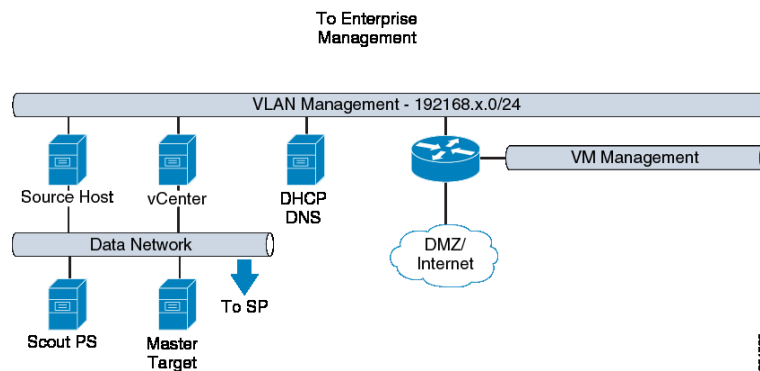 To Enterprise
Management
VLAN Management - 192168.x.0/24
Source Host
vCenter
DHCP
DNS
VM Management
Data Network
DMZ/
Internet
To SP
Scout PS
Master
Target